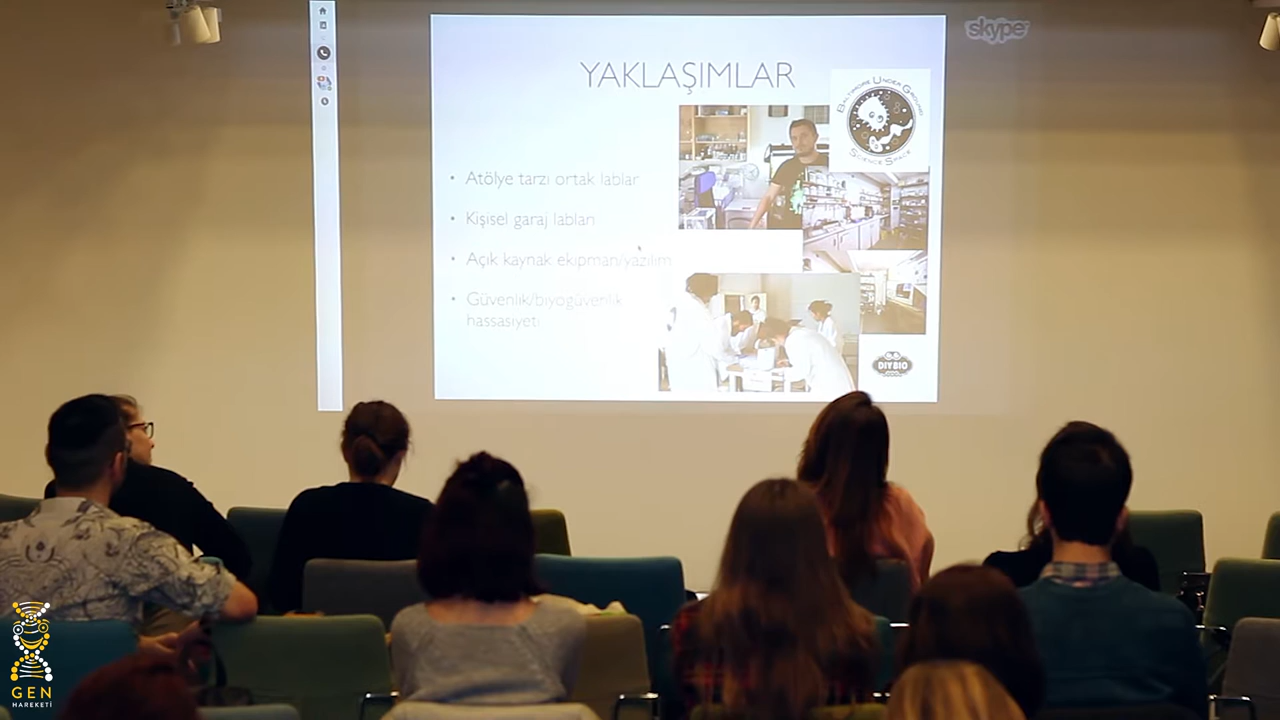 skype
YAKLAŞIMLAR
BALTIMORE UNDER GROUND
SCIENCE SPACE
• Atölye tarzı ortak lablar
• Kişisel garaj labları
• Açık kaynak ekipman/yazılım
• Güvenlik/biyogüvenlik
hassasiyeti
DIYBIO
GEN
HAREKETİ